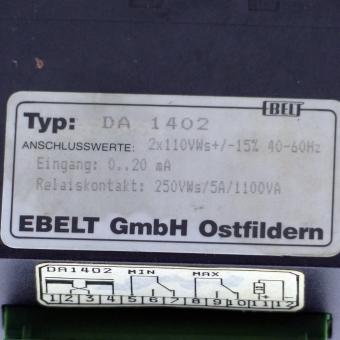 EBELT
Typ: DA 1402
ANSCHLUSSWERTE: 2x110VWs+/-15% 40-60Hz
Eingang: 0..20 mA
Relaiskontakt: 250VWs/5A/1100VA
EBELT GmbH Ostfildern
DA1402 MIN MAX
1 2 3 4 5 6 7 8 9 10 11 12